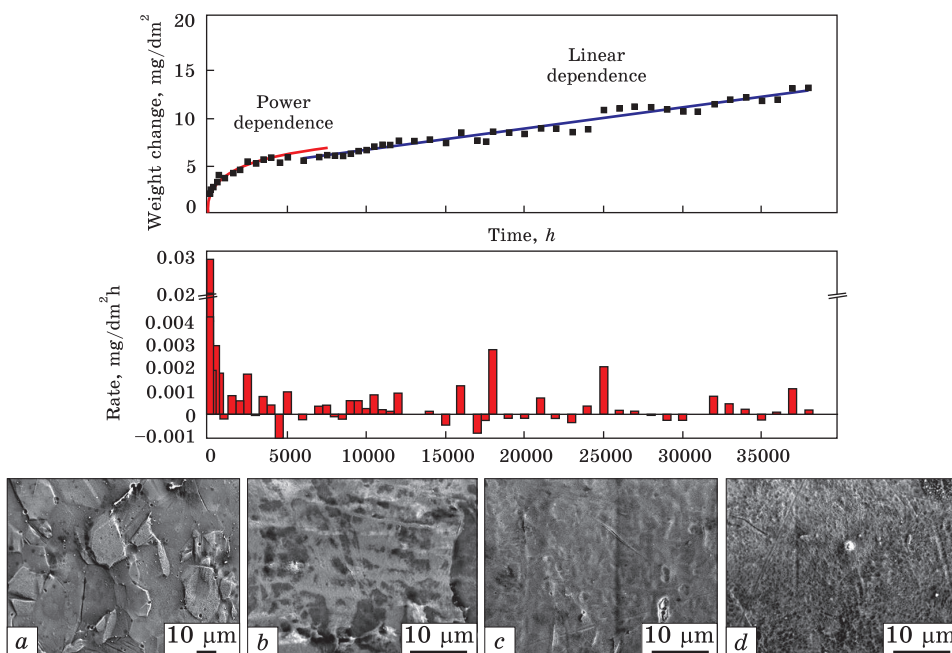 Weight change, mg/dm²
20
15
10
5
0
Power
dependence
Linear
dependence
Time, h
Rate, mg/dm²h
0.03
0.02
0.004
0.003
0.002
0.001
0
−0.001
0 5000 10000 15000 20000 25000 30000 35000
a 10 μm
b 10 μm
c 10 μm
d 10 μm